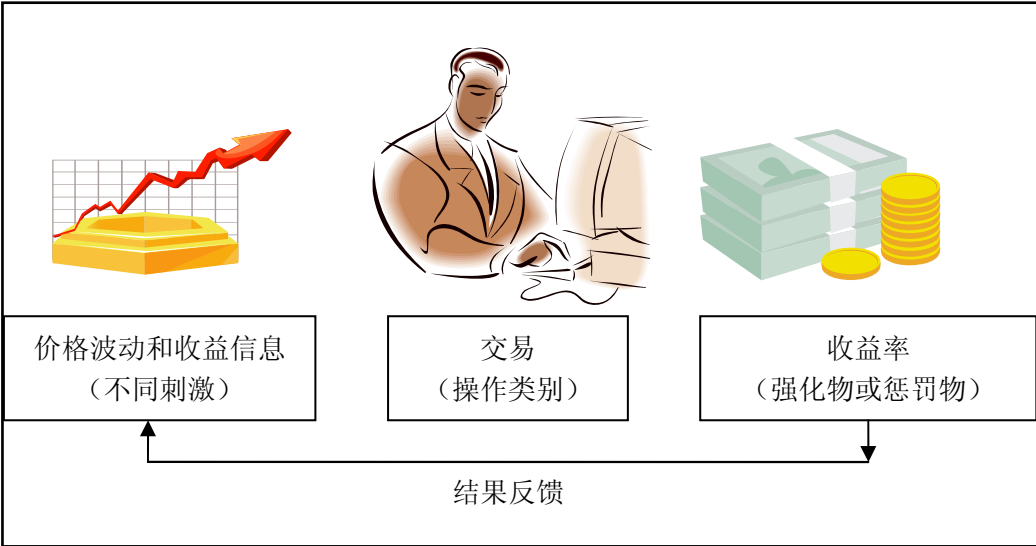 价格波动和收益信息
（不同刺激）
交易
（操作类别）
收益率
（强化物或惩罚物）
结果反馈